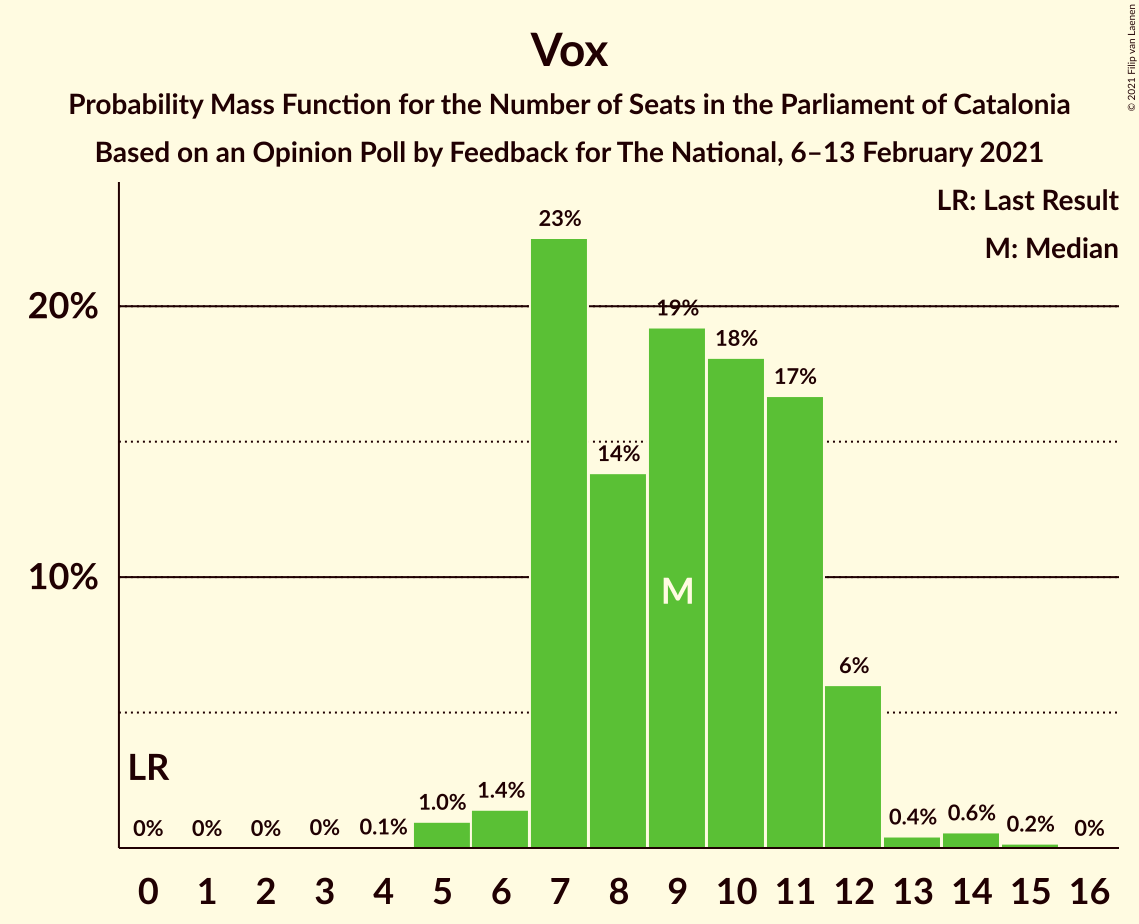 Vox
Probability Mass Function for the Number of Seats in the Parliament of Catalonia
Based on an Opinion Poll by Feedback for The National, 6–13 February 2021
© 2021 Filip van Laenen
LR: Last Result
M: Median
20%
10%
0% 0% 0% 0% 0.1% 1.0% 1.4% 23% 14% 19% 18% 17% 6% 0.4% 0.6% 0.2% 0%
LR
M
0 1 2 3 4 5 6 7 8 9 10 11 12 13 14 15 16